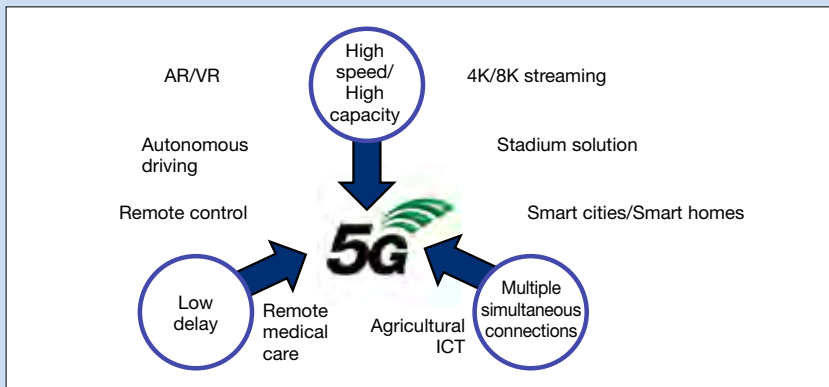 High
speed/
High
capacity
AR/VR
4K/8K streaming
Autonomous
driving
Stadium solution
Remote control
Smart cities/Smart homes
5G
Low
delay
Multiple
simultaneous
connections
Remote
medical
care
Agricultural
ICT